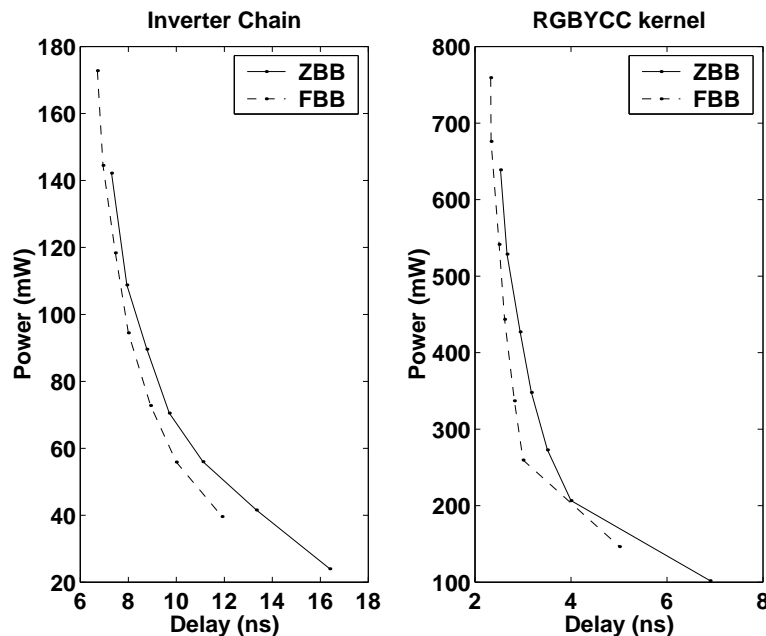 Inverter Chain
180
160
140
120
100
80
60
40
20
6
8
10
12
14
16
18
Power (mW)
Delay (ns)
ZBB
FBB
RGBYCC kernel
800
700
600
500
400
300
200
100
2
4
6
8
Power (mW)
Delay (ns)
ZBB
FBB